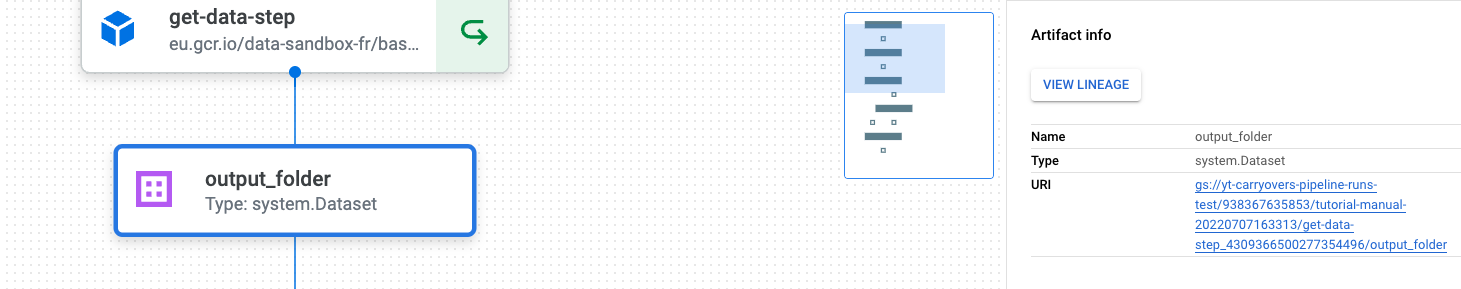 get-data-step
eu.gcr.io/data-sandbox-fr/bas...
output_folder
Type: system.Dataset
Artifact info
VIEW LINEAGE
Name output_folder
Type system.Dataset
URI gs://yt-carryovers-pipeline-runs-
test/938367635853/tutorial-manual-
20220707163313/get-data-
step_4309366500277354496/output_folder